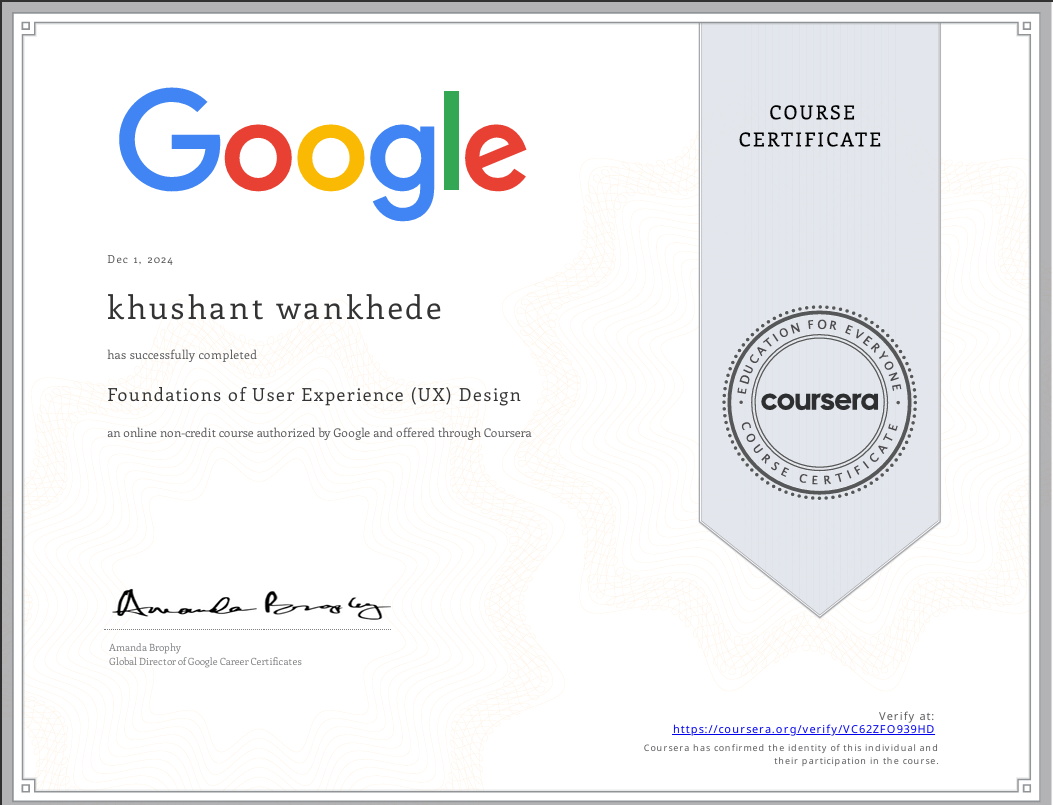 Google
COURSE
CERTIFICATE
Dec 1, 2024
khushant wankhede
has successfully completed
Foundations of User Experience (UX) Design
an online non-credit course authorized by Google and offered through Coursera
EDUCATION FOR EVERYONE
coursera
COURSE CERTIFICATE
Amanda Brophy
Amanda Brophy
Global Director of Google Career Certificates
Verify at:
https://coursera.org/verify/VC62ZFO939HD
Coursera has confirmed the identity of this individual and
their participation in the course.